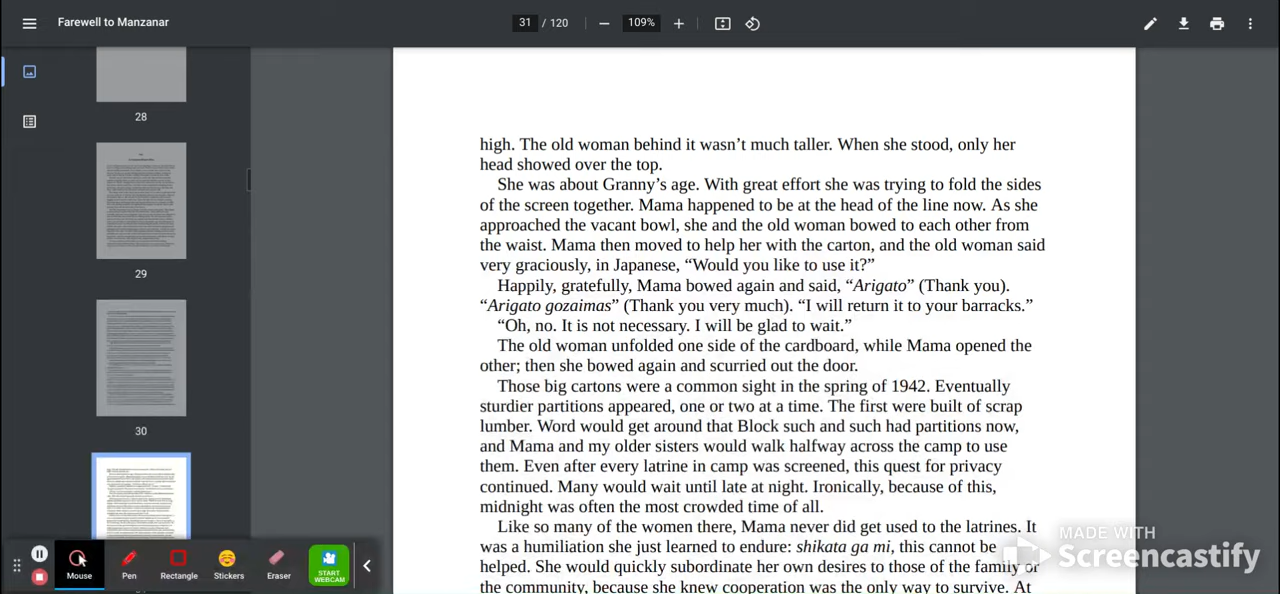 Farewell to Manzanar
31 / 120
109%
28
29
30
high. The old woman behind it wasn’t much taller. When she stood, only her
head showed over the top.
She was about Granny’s age. With great effort she was trying to fold the sides
of the screen together. Mama happened to be at the head of the line now. As she
approached the vacant bowl, she and the old woman bowed to each other from
the waist. Mama then moved to help her with the carton, and the old woman said
very graciously, in Japanese, “Would you like to use it?”
Happily, gratefully, Mama bowed again and said, “Arigato” (Thank you).
“Arigato gozaimas” (Thank you very much). “I will return it to your barracks.”
“Oh, no. It is not necessary. I will be glad to wait.”
The old woman unfolded one side of the cardboard, while Mama opened the
other; then she bowed again and scurried out the door.
Those big cartons were a common sight in the spring of 1942. Eventually
sturdier partitions appeared, one or two at a time. The first were built of scrap
lumber. Word would get around that Block such and such had partitions now,
and Mama and my older sisters would walk halfway across the camp to use
them. Even after every latrine in camp was screened, this quest for privacy
continued. Many would wait until late at night. Ironically, because of this,
midnight was often the most crowded time of all.
Like so many of the women there, Mama never did get used to the latrines. It
was a humiliation she just learned to endure: shikata ga nai, this cannot be
helped. She would quickly subordinate her own desires to those of the family or
the community, because she knew cooperation was the only way to survive. At
Mouse
Pen
Rectangle
Stickers
Eraser
START
WEBCAM
MADE WITH
Screencastify